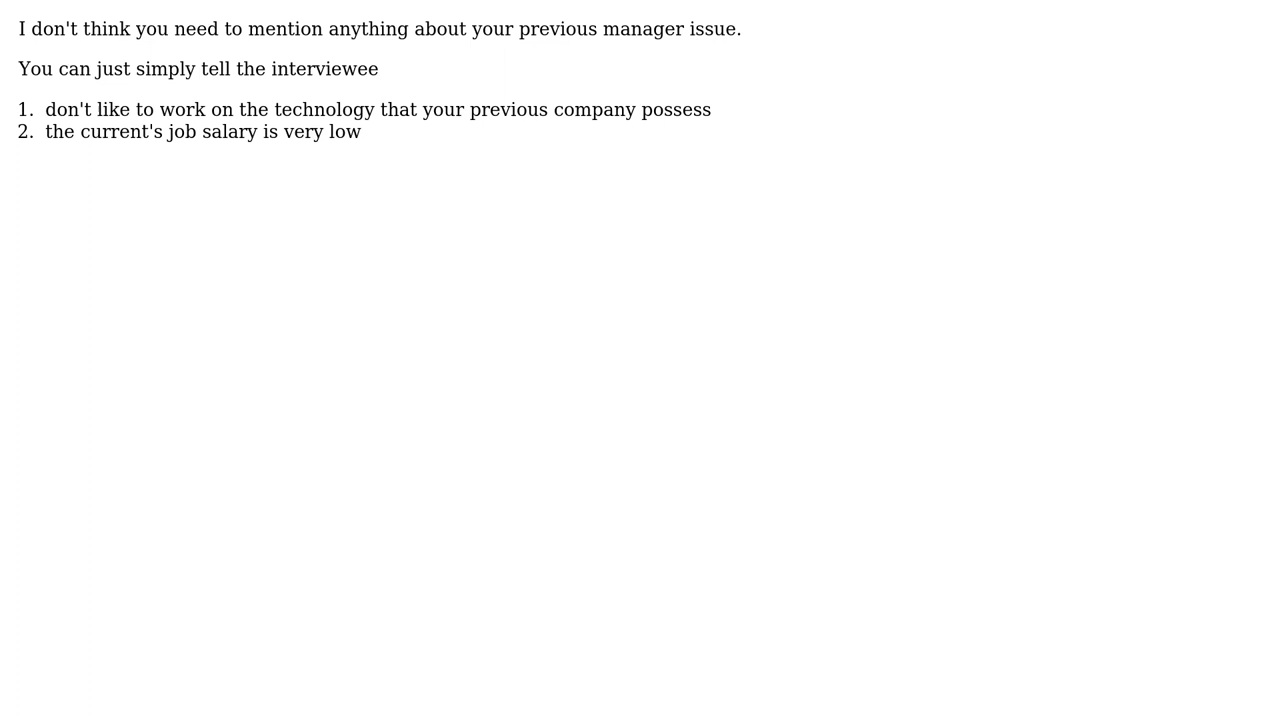 I don't think you need to mention anything about your previous manager issue.
You can just simply tell the interviewee
1. don't like to work on the technology that your previous company possess
2. the current's job salary is very low